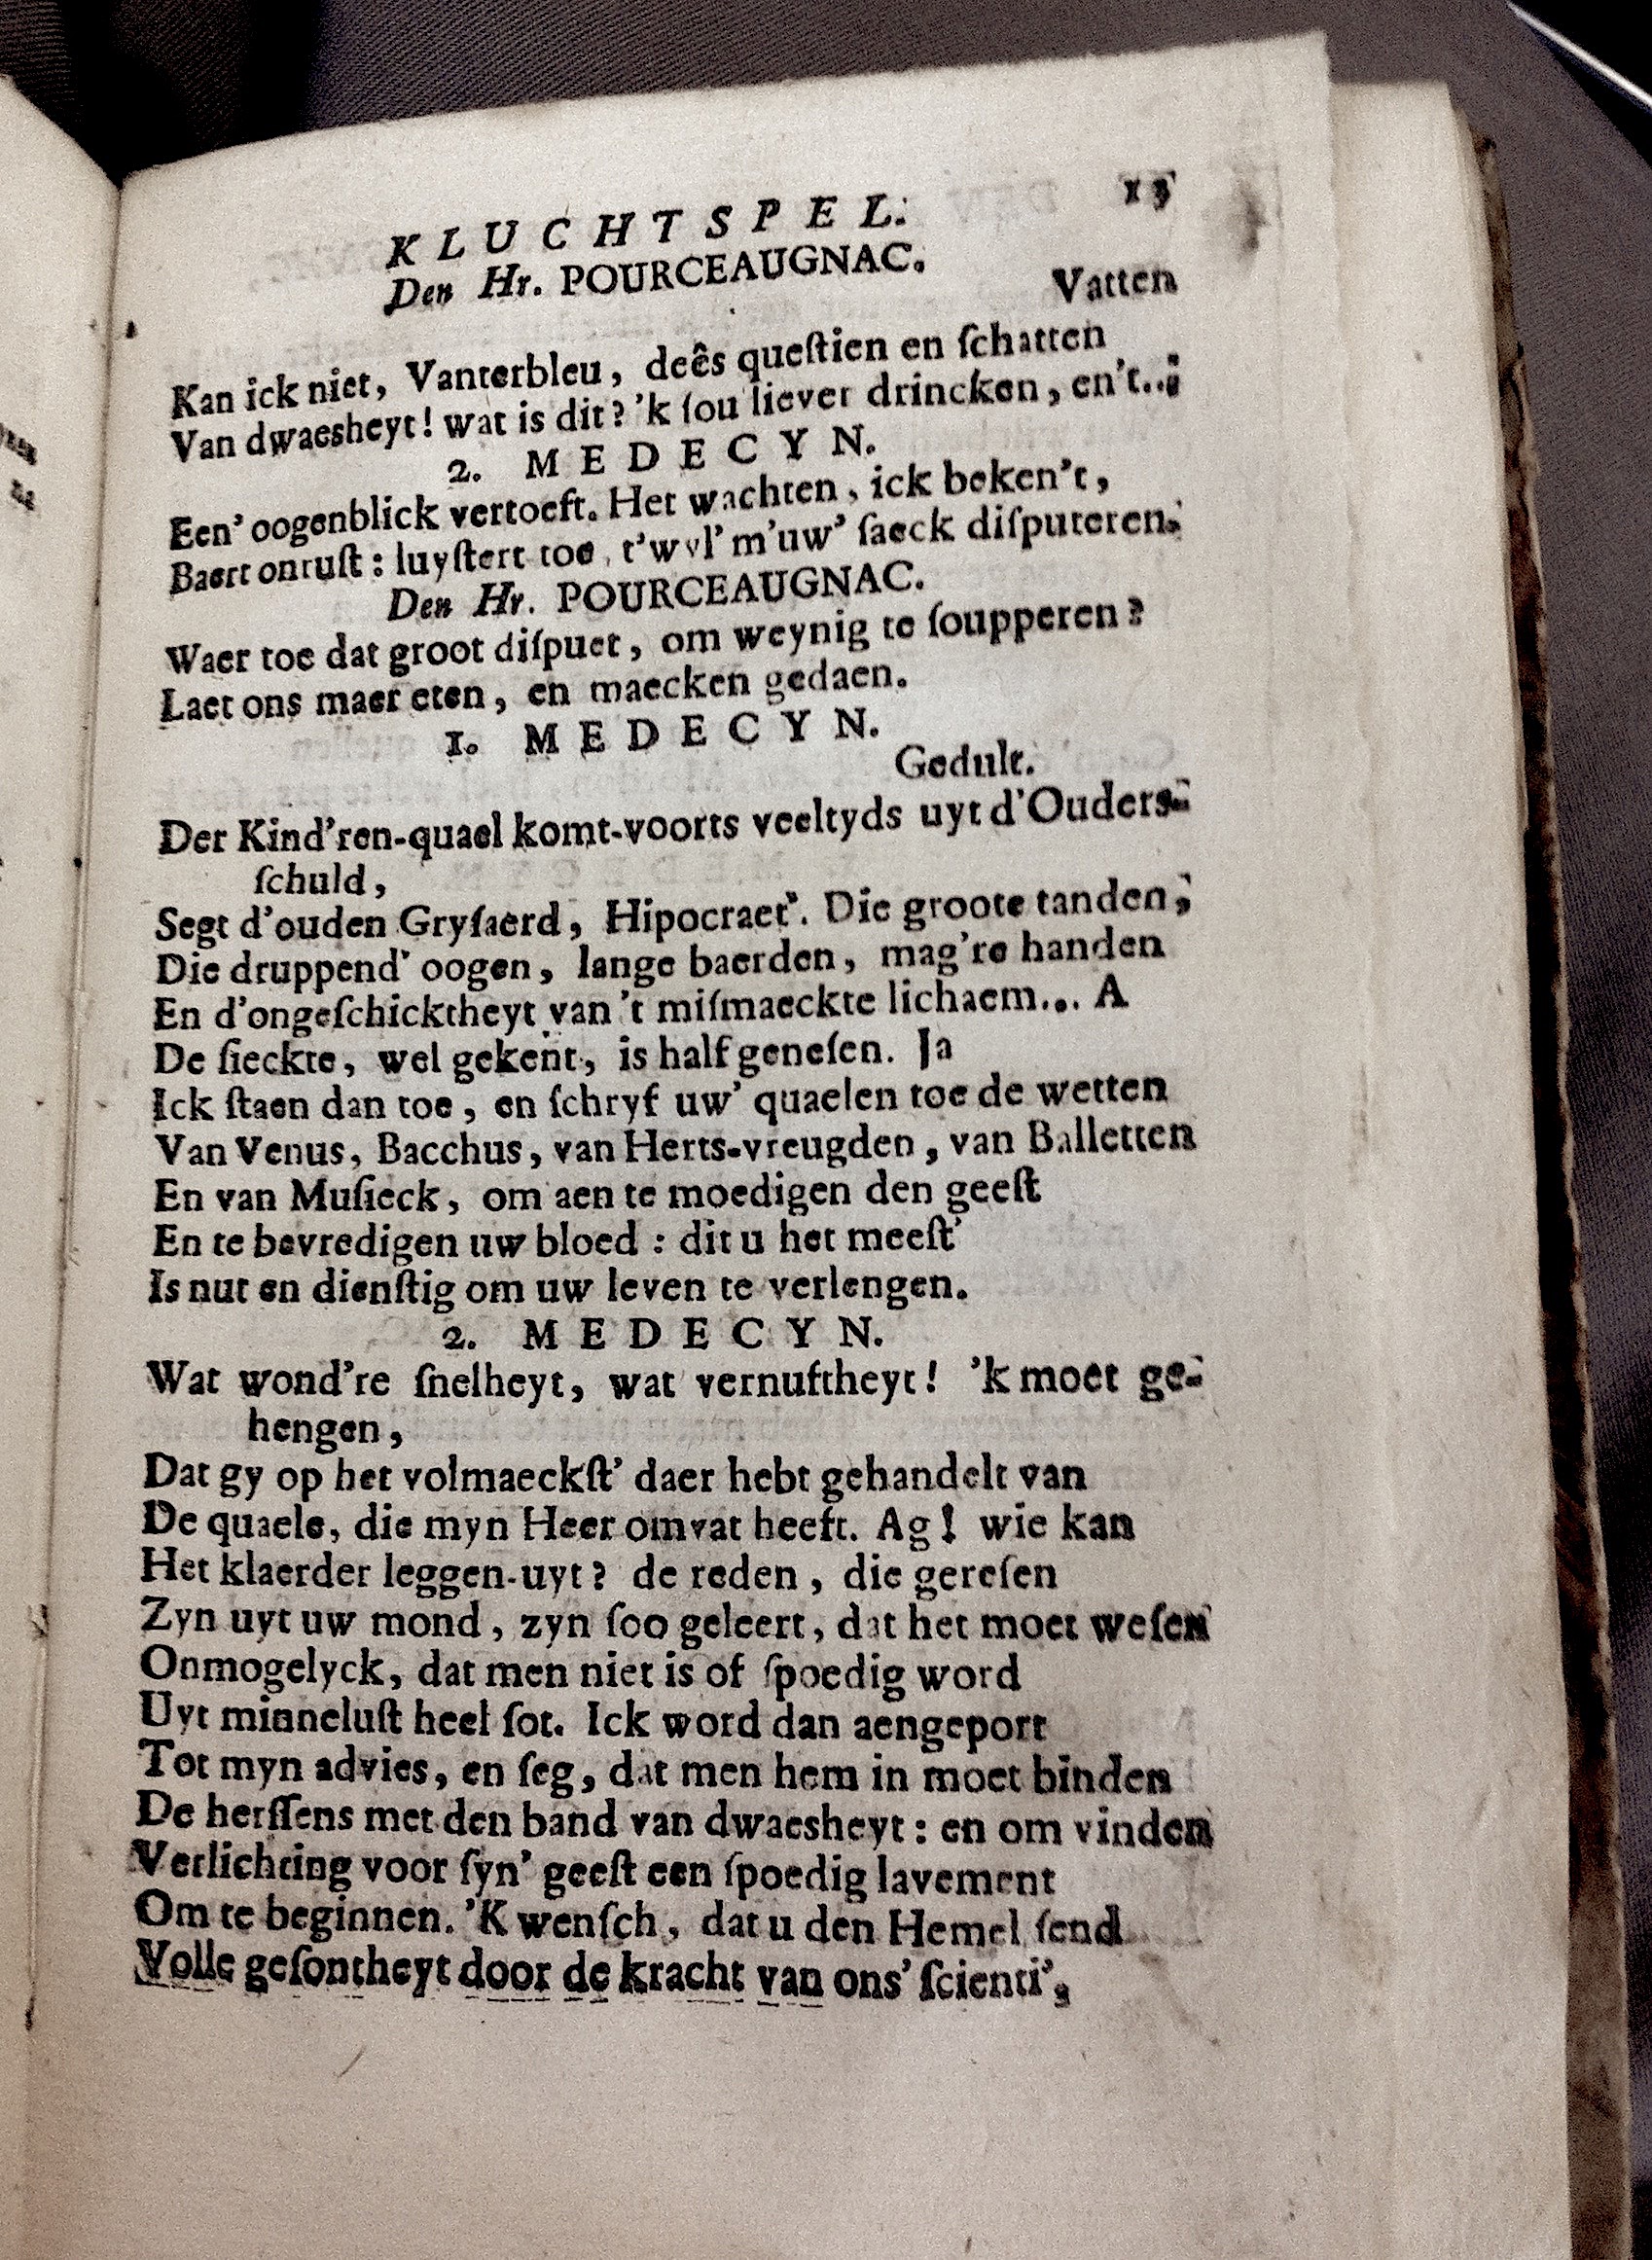 KLUCHTSPEL. 13
Den Hr. POURCEAUGNAC.
Vatten
Kan ick niet, Vanterbleu, deês queſtien en ſchatten
Van dwaesheyt! wat is dit? 'k ſou liever drincken, en't..;
2. MEDECYN.
Een' oogenblick vertoeft. Het wachten, ick beken't,
Baert onruſt: luyſtert toe, t'wyl' m'uw' ſaeck diſputeren.
Den Hr. POURCEAUGNAC.
Waer toe dat groot diſpuet, om weynig te ſoupperen?
Laet ons maer eten, en maecken gedaen.
1. MEDECYN.
Gedult.
Der Kind'ren-quael komt-voorts veeltyds uyt d'Ouders-
ſchuld,
Segt d'ouden Gryſaerd, Hipocraet'. Die groote tanden,
Die druppend' oogen, lange baerden, mag're handen
En d'ongeſchicktheyt van 't miſmaeckte lichaem... A
De ſieckte, wel gekent, is half geneſen. Ja
Ick ſtaen dan toe, en ſchryf uw' quaelen toe de wetten
Van Venus, Bacchus, van Herts-vreugden, van Balletten
En van Muſieck, om aen te moedigen den geeſt
En te bevredigen uw bloed: dit u het meeſt'
Is nut en dienſtig om uw leven te verlengen.
2. MEDECYN.
Wat wond're ſnelheyt, wat vernuftheyt! 'k moet ge-
hengen,
Dat gy op het volmaeckſt' daer hebt gehandelt van
De quaele, die myn Heer omvat heeft. Ag! wie kan
Het klaerder leggen-uyt? de reden, die gereſen
Zyn uyt uw mond, zyn ſoo geleert, dat het moet weſen
Onmogelyck, dat men niet is of ſpoedig word
Uyt minneluſt heel ſot. Ick word dan aengeport
Tot myn advies, en ſeg, dat men hem in moet binden
De herſſens met den band van dwaesheyt: en om vinden
Verlichting voor ſyn' geeſt een ſpoedig lavement
Om te beginnen. 'K wenſch, dat u den Hemel ſend
Volle geſontheyt door de kracht van ons' ſcienti',